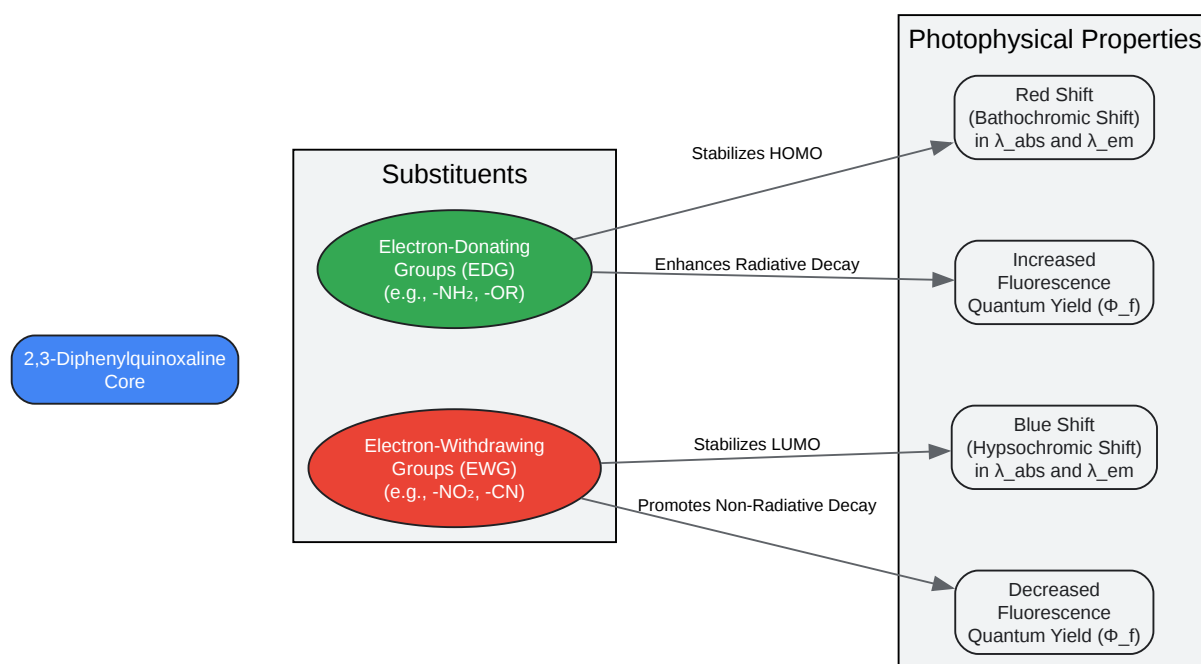 2,3-Diphenylquinoxaline
Core
Substituents
Electron-Donating
Groups (EDG)
(e.g., -NH₂, -OR)
Electron-Withdrawing
Groups (EWG)
(e.g., -NO₂, -CN)
Stabilizes HOMO
Enhances Radiative Decay
Stabilizes LUMO
Promotes Non-Radiative Decay
Photophysical Properties
Red Shift
(Bathochromic Shift)
in λ_abs and λ_em
Increased
Fluorescence
Quantum Yield (Φ_f)
Blue Shift
(Hypsochromic Shift)
in λ_abs and λ_em
Decreased
Fluorescence
Quantum Yield (Φ_f)